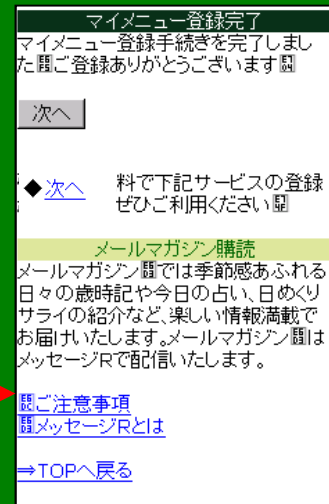 マイメニュー登録完了
マイメニュー登録手続きを完了しまし
たご登録ありがとうございます
次へ
◆次へ
料で下記サービスの登録
ぜひご利用ください
メールマガジン購読
メールマガジンでは季節感あふれる
日々の歳時記や今日の占い、日めくり
サライの紹介など、楽しい情報満載で
お届けいたします。メールマガジンは
メッセージRで配信いたします。
ご注意事項
メッセージRとは
⇒TOPへ戻る